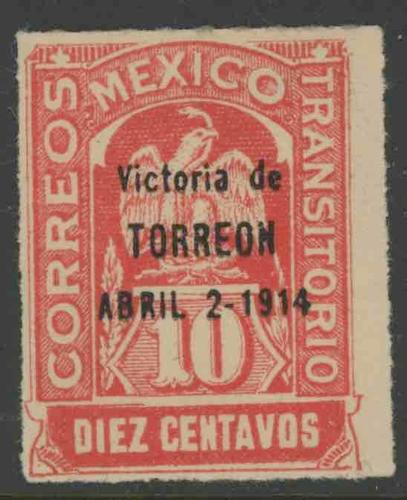 MEXICO
CORREOS
TRANSITORIO
Victoria de
TORREON
ABRIL 2-1914
10
DIEZ CENTAVOS